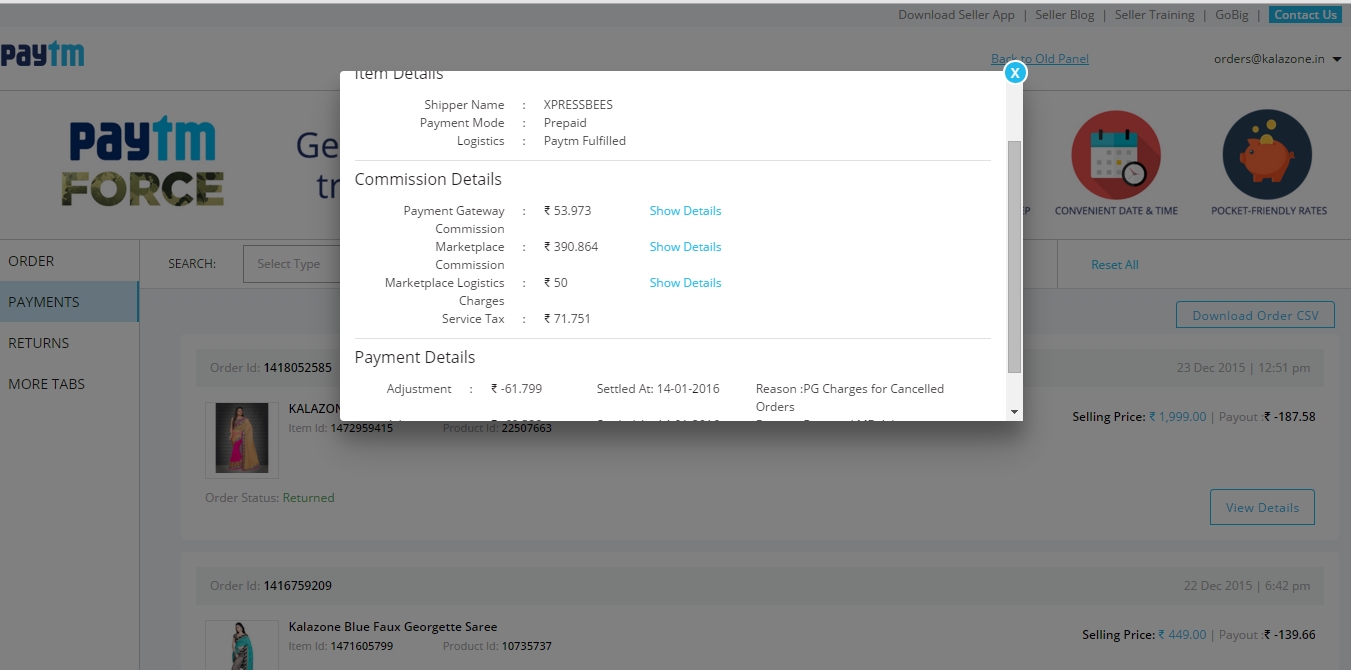 Download Seller App | Seller Blog | Seller Training | GoBig | Contact Us
paytm
Back to Old Panel
orders@kalazone.in
X
Item Details
Shipper Name : XPRESSBEES
Payment Mode : Prepaid
Logistics : Paytm Fulfilled
Commission Details
Payment Gateway Commission : ₹ 53.973 Show Details
Marketplace Commission : ₹ 390.864 Show Details
Marketplace Logistics Charges : ₹ 50 Show Details
Service Tax : ₹ 71.751
Payment Details
Adjustment : ₹ -61.799 Settled At: 14-01-2016 Reason :PG Charges for Cancelled Orders
paytm
FORCE
Ge
tr
CONVENIENT DATE & TIME
POCKET-FRIENDLY RATES
ORDER
PAYMENTS
RETURNS
MORE TABS
SEARCH: Select Type
Reset All
Download Order CSV
Order Id: 1418052585
23 Dec 2015 | 12:51 pm
KALAZON
Item Id: 1472959415 Product Id: 22507663
Selling Price: ₹ 1,999.00 | Payout :₹ -187.58
Order Status: Returned
View Details
Order Id: 1416759209
22 Dec 2015 | 6:42 pm
Kalazone Blue Faux Georgette Saree
Item Id: 1471605799 Product Id: 10735737
Selling Price: ₹ 449.00 | Payout :₹ -139.66